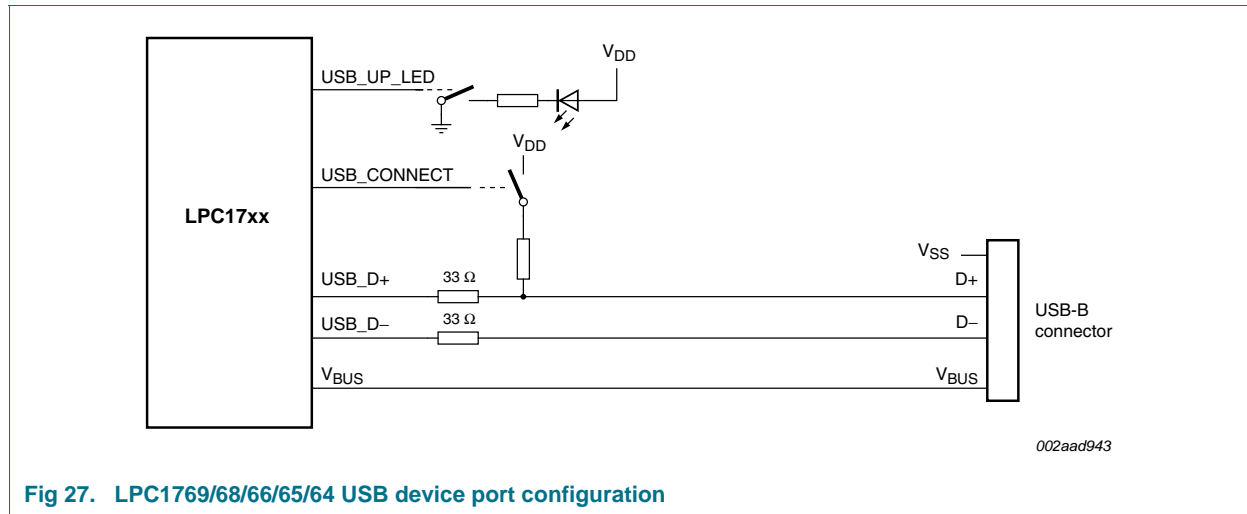 USB_UP_LED
VDD
VDD
USB_CONNECT
LPC17xx
VSS
USB_D+
33 Ω
D+
USB_D−
33 Ω
D−
USB-B
connector
VBUS
VBUS
002aad943
Fig 27. LPC1769/68/66/65/64 USB device port configuration